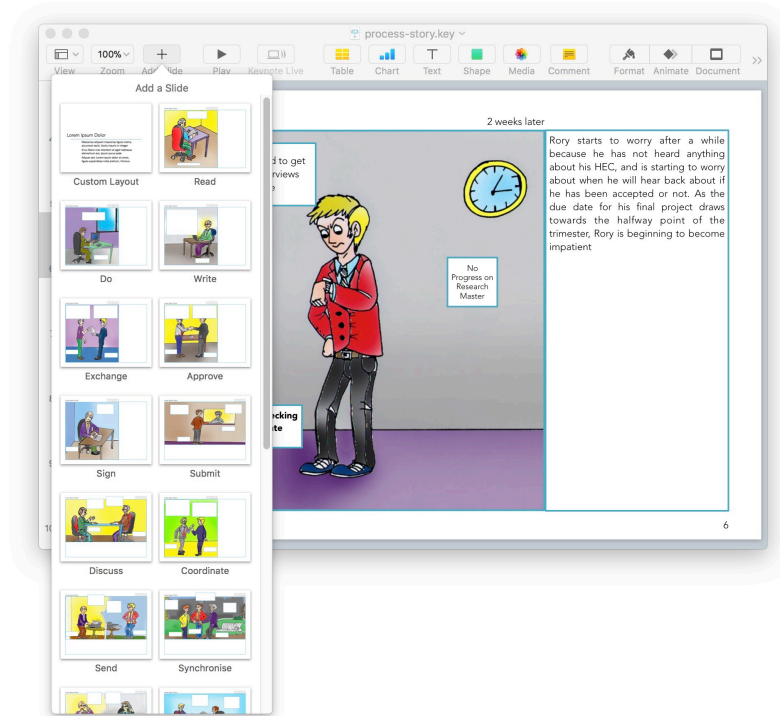 process-story.key
100%
View
Zoom
Add Slide
Play
Keynote Live
Table
Chart
Text
Shape
Media
Comment
Format
Animate
Document
Add a Slide
Lorem Ipsum Dolor
Custom Layout
Read
Do
Write
Exchange
Approve
Sign
Submit
Discuss
Coordinate
Send
Synchronise
2 weeks later
d to get
rviews
No
Progress on
Research
Master
ecking
Rory starts to worry after a while
because he has not heard anything
about his HEC, and is starting to worry
about when he will hear back about if
he has been accepted or not. As the
due date for his final project draws
towards the halfway point of the
trimester, Rory is beginning to become
impatient
10
6